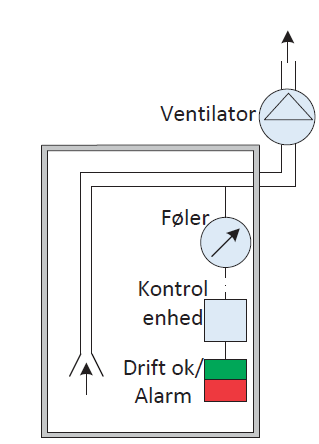 Ventilator
Føler
Kontrol
enhed
Drift ok/
Alarm